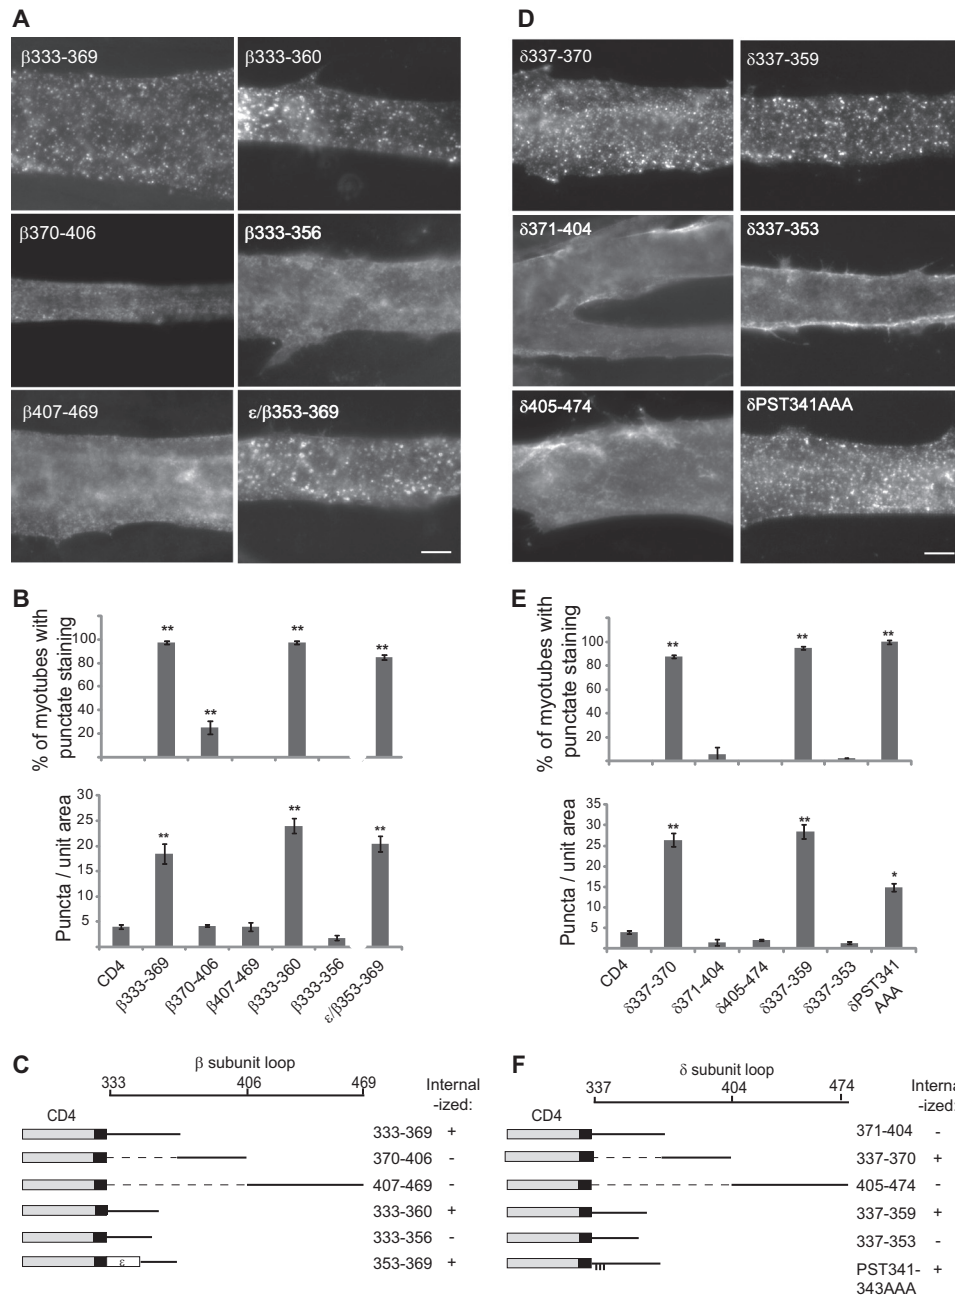 A
β333-369
β333-360
β370-406
β333-356
β407-469
ε/β353-369
D
δ337-370
δ337-359
δ371-404
δ337-353
δ405-474
δPST341AAA
B
% of myotubes with
punctate staining
100
80
60
40
20
**
**
**
**
Puncta / unit area
30
25
20
15
10
5
**
**
**
CD4
β333-369
β370-406
β407-469
β333-360
β333-356
ε/β353-369
E
% of myotubes with
punctate staining
100
80
60
40
20
**
**
**
Puncta / unit area
35
30
25
20
15
10
5
**
**
*
CD4
δ337-370
δ371-404
δ405-474
δ337-359
δ337-353
δPST341
AAA
C
β subunit loop
333
406
469
Internal
-ized:
CD4
333-369 +
370-406 -
407-469 -
333-360 +
333-356 -
ε
353-369 +
F
δ subunit loop
337
404
474
Interna
-ized:
CD4
371-404 -
337-370 +
405-474 -
337-359 +
337-353 -
PST341- +
343AAA